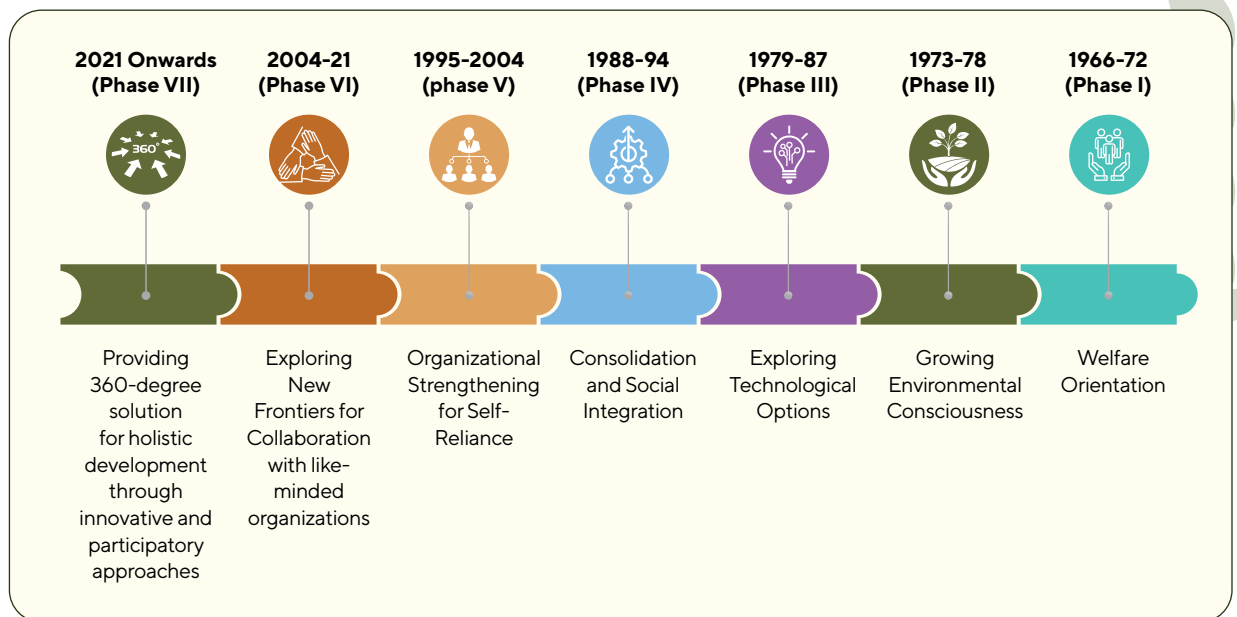 2021 Onwards
(Phase VII)
2004-21
(Phase VI)
1995-2004
(phase V)
1988-94
(Phase IV)
1979-87
(Phase III)
1973-78
(Phase II)
1966-72
(Phase I)
360°
Providing
360-degree
solution
for holistic
development
through
innovative and
participatory
approaches
Exploring
New
Frontiers for
Collaboration
with like-
minded
organizations
Organizational
Strengthening
for Self-
Reliance
Consolidation
and Social
Integration
Exploring
Technological
Options
Growing
Environmental
Consciousness
Welfare
Orientation